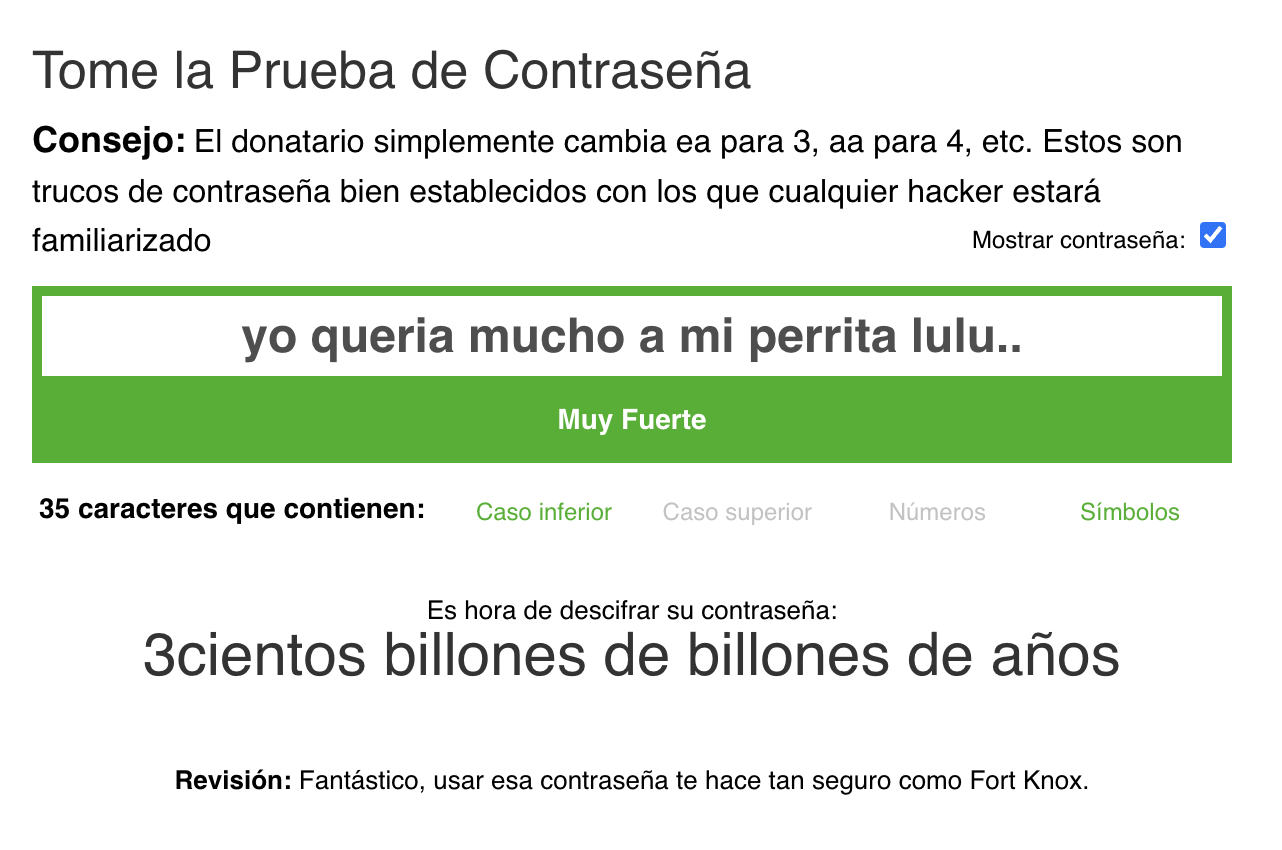 Tome la Prueba de Contraseña
Consejo: El donatario simplemente cambia ea para 3, aa para 4, etc. Estos son
trucos de contraseña bien establecidos con los que cualquier hacker estará
familiarizado
Mostrar contraseña:
yo queria mucho a mi perrita lulu..
Muy Fuerte
35 caracteres que contienen: Caso inferior Caso superior Números Símbolos
Es hora de descifrar su contraseña:
3cientos billones de billones de años
Revisión: Fantástico, usar esa contraseña te hace tan seguro como Fort Knox.